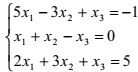 5x₁ − 3x₂ + x₃ = −1
x₁ + x₂ − x₃ = 0
2x₁ + 3x₂ + x₃ = 5